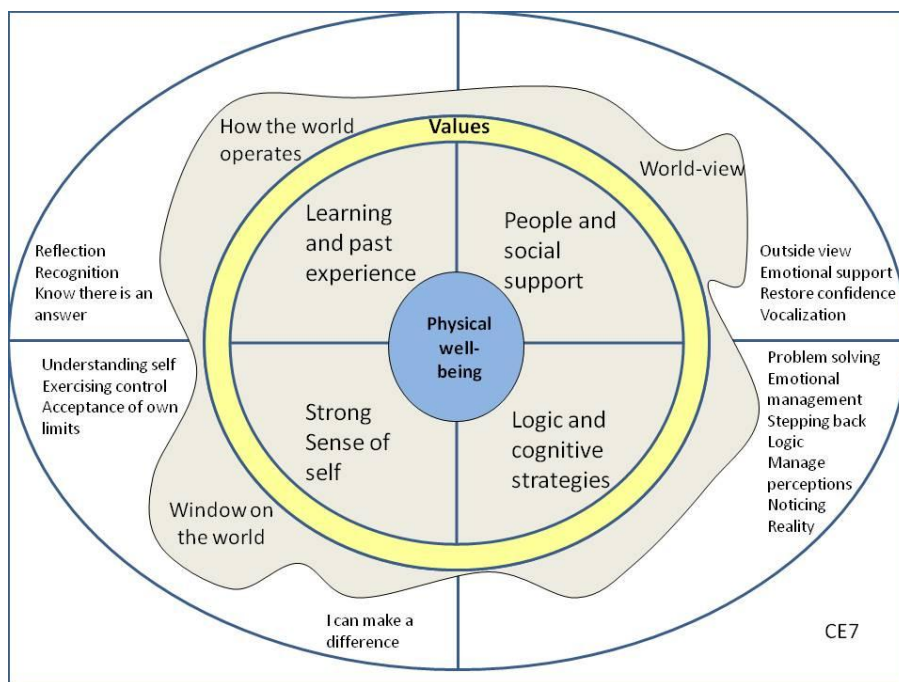 How the world
operates
Values
World-view
Learning
and past
experience
People and
social
support
Reflection
Recognition
Know there is an
answer
Outside view
Emotional support
Restore confidence
Vocalization
Physical
well-
being
Understanding self
Exercising control
Acceptance of own
limits
Problem solving
Emotional
management
Stepping back
Logic
Manage
perceptions
Noticing
Reality
Strong
Sense of
self
Logic and
cognitive
strategies
Window on
the world
I can make a
difference
CE7